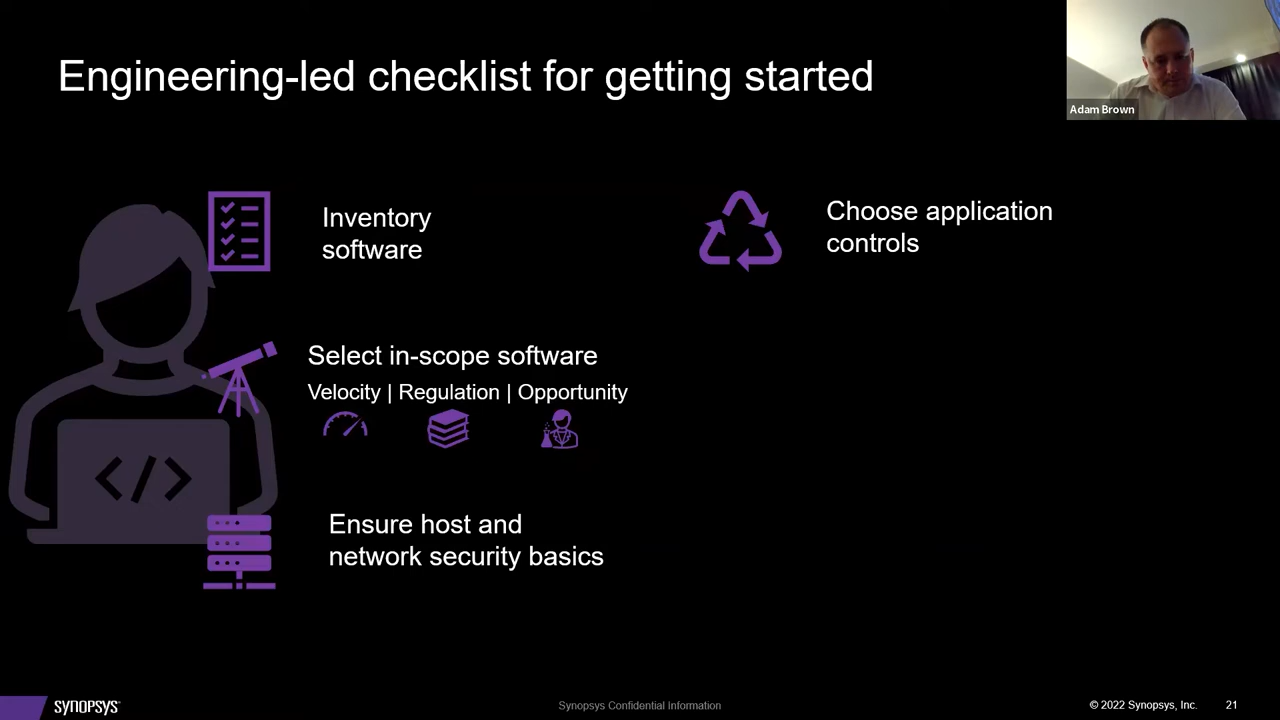 Engineering-led checklist for getting started
Adam Brown
Inventory
software
Choose application
controls
Select in-scope software
Velocity | Regulation | Opportunity
</>
Ensure host and
network security basics
SYNOPSYS
Synopsys Confidential Information
© 2022 Synopsys, Inc.
21